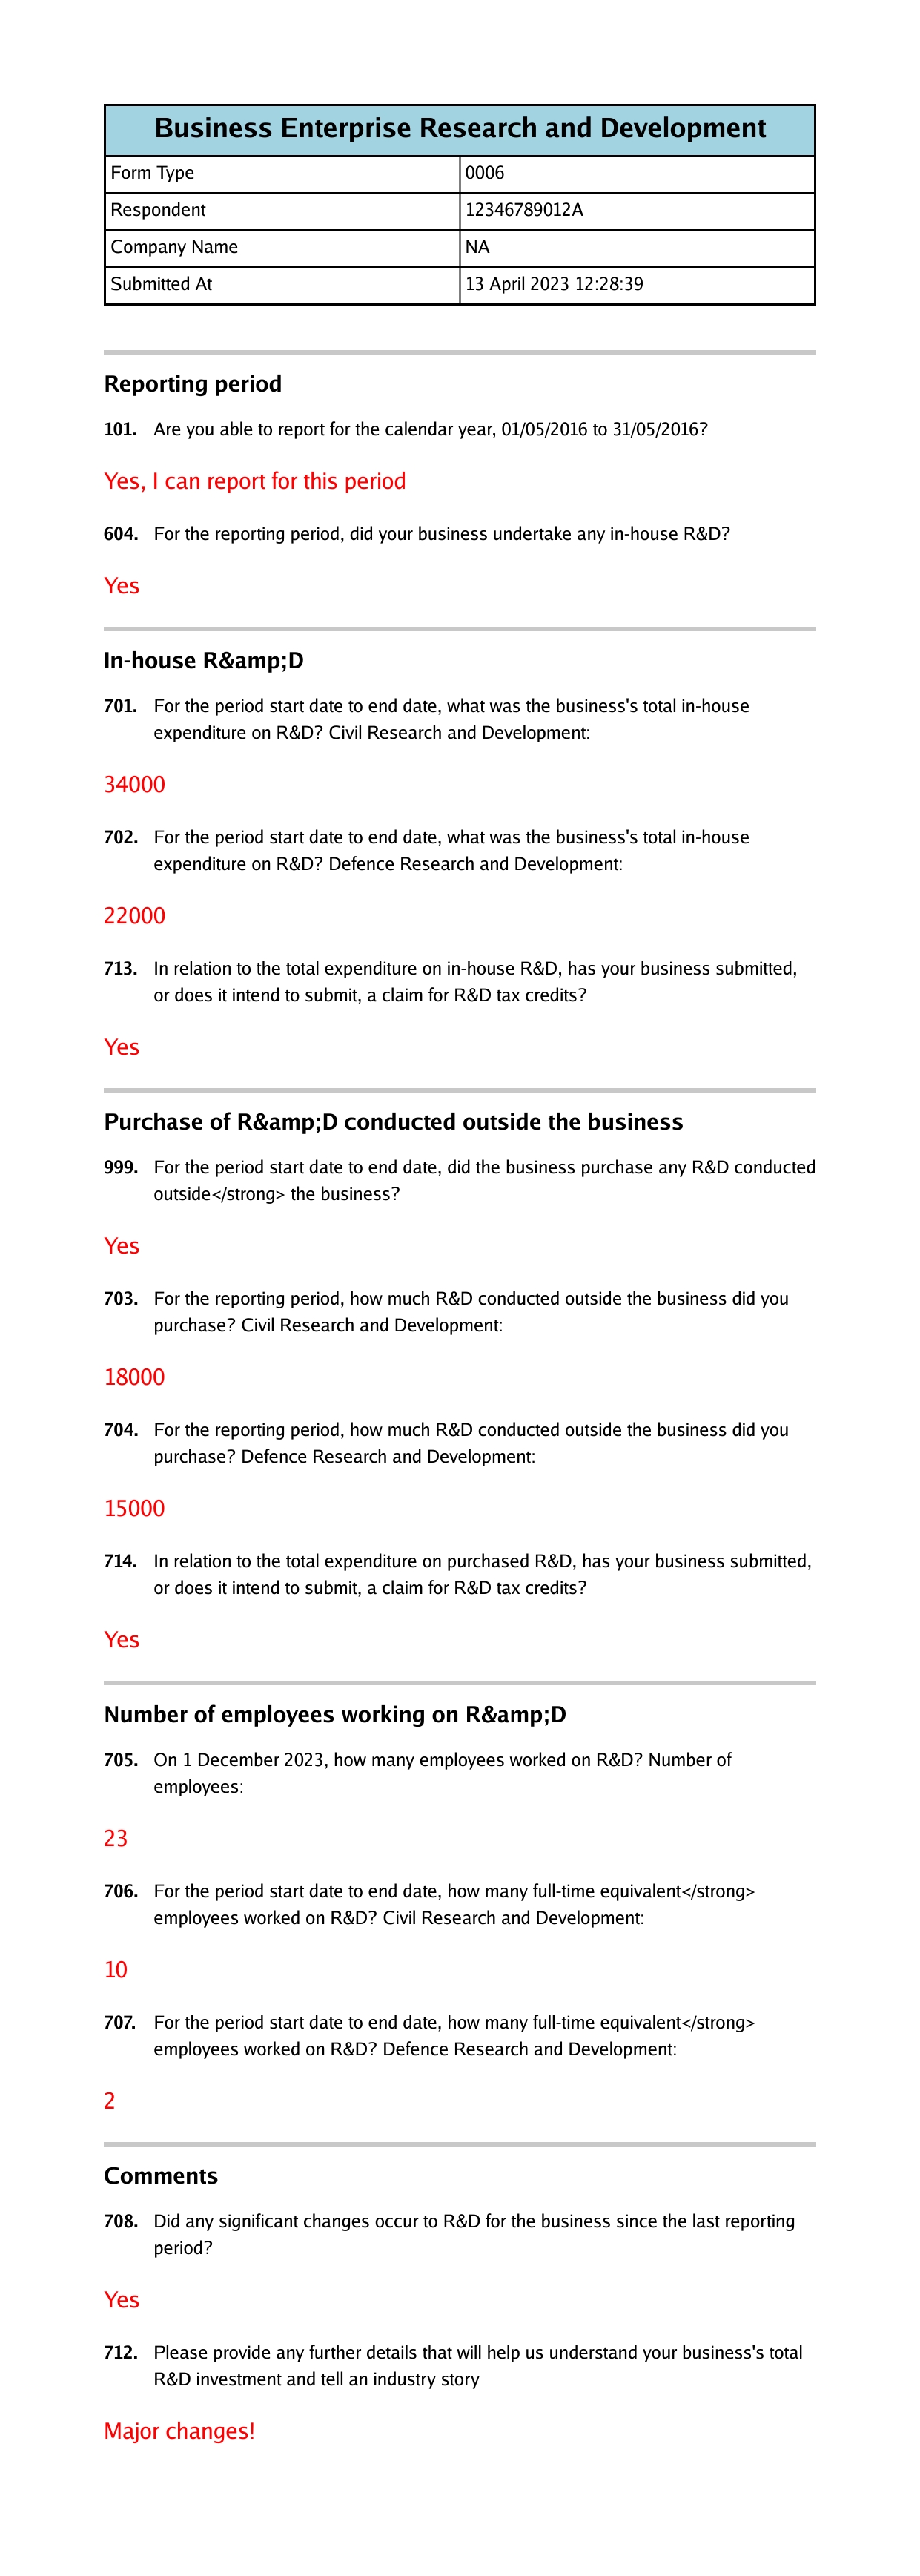 Business Enterprise Research and Development
Form Type 0006
Respondent 12346789012A
Company Name NA
Submitted At 13 April 2023 12:28:39
Reporting period
101. Are you able to report for the calendar year, 01/05/2016 to 31/05/2016?
Yes, I can report for this period
604. For the reporting period, did your business undertake any in-house R&D?
Yes
In-house R&amp;D
701. For the period start date to end date, what was the business's total in-house
expenditure on R&D? Civil Research and Development:
34000
702. For the period start date to end date, what was the business's total in-house
expenditure on R&D? Defence Research and Development:
22000
713. In relation to the total expenditure on in-house R&D, has your business submitted,
or does it intend to submit, a claim for R&D tax credits?
Yes
Purchase of R&amp;D conducted outside the business
999. For the period start date to end date, did the business purchase any R&D conducted
outside</strong> the business?
Yes
703. For the reporting period, how much R&D conducted outside the business did you
purchase? Civil Research and Development:
18000
704. For the reporting period, how much R&D conducted outside the business did you
purchase? Defence Research and Development:
15000
714. In relation to the total expenditure on purchased R&D, has your business submitted,
or does it intend to submit, a claim for R&D tax credits?
Yes
Number of employees working on R&amp;D
705. On 1 December 2023, how many employees worked on R&D? Number of
employees:
23
706. For the period start date to end date, how many full-time equivalent</strong>
employees worked on R&D? Civil Research and Development:
10
707. For the period start date to end date, how many full-time equivalent</strong>
employees worked on R&D? Defence Research and Development:
2
Comments
708. Did any significant changes occur to R&D for the business since the last reporting
period?
Yes
712. Please provide any further details that will help us understand your business's total
R&D investment and tell an industry story
Major changes!